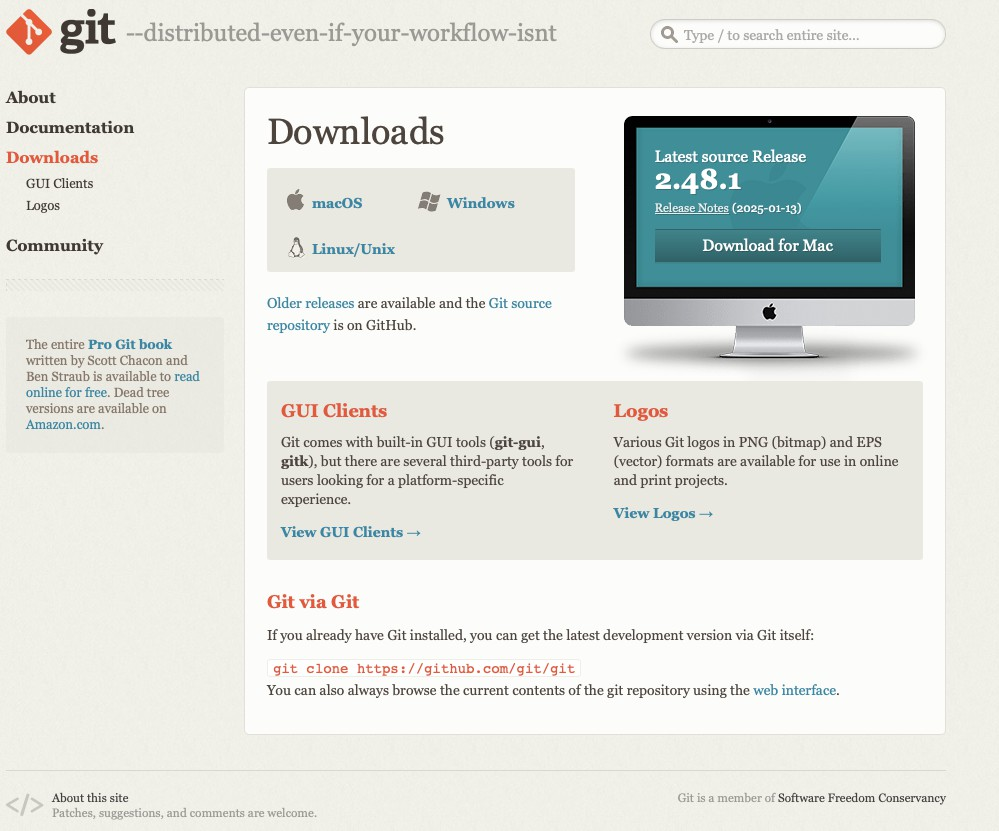 git --distributed-even-if-your-workflow-isnt
Type / to search entire site...
About
Documentation
Downloads
GUI Clients
Logos
Community
The entire Pro Git book
written by Scott Chacon and
Ben Straub is available to read
online for free. Dead tree
versions are available on
Amazon.com.
Downloads
macOS
Windows
Linux/Unix
Older releases are available and the Git source
repository is on GitHub.
Latest source Release
2.48.1
Release Notes (2025-01-13)
Download for Mac
GUI Clients
Git comes with built-in GUI tools (git-gui,
gitk), but there are several third-party tools for
users looking for a platform-specific
experience.
View GUI Clients →
Logos
Various Git logos in PNG (bitmap) and EPS
(vector) formats are available for use in online
and print projects.
View Logos →
Git via Git
If you already have Git installed, you can get the latest development version via Git itself:
git clone https://github.com/git/git
You can also always browse the current contents of the git repository using the web interface.
</>
About this site
Patches, suggestions, and comments are welcome.
Git is a member of Software Freedom Conservancy